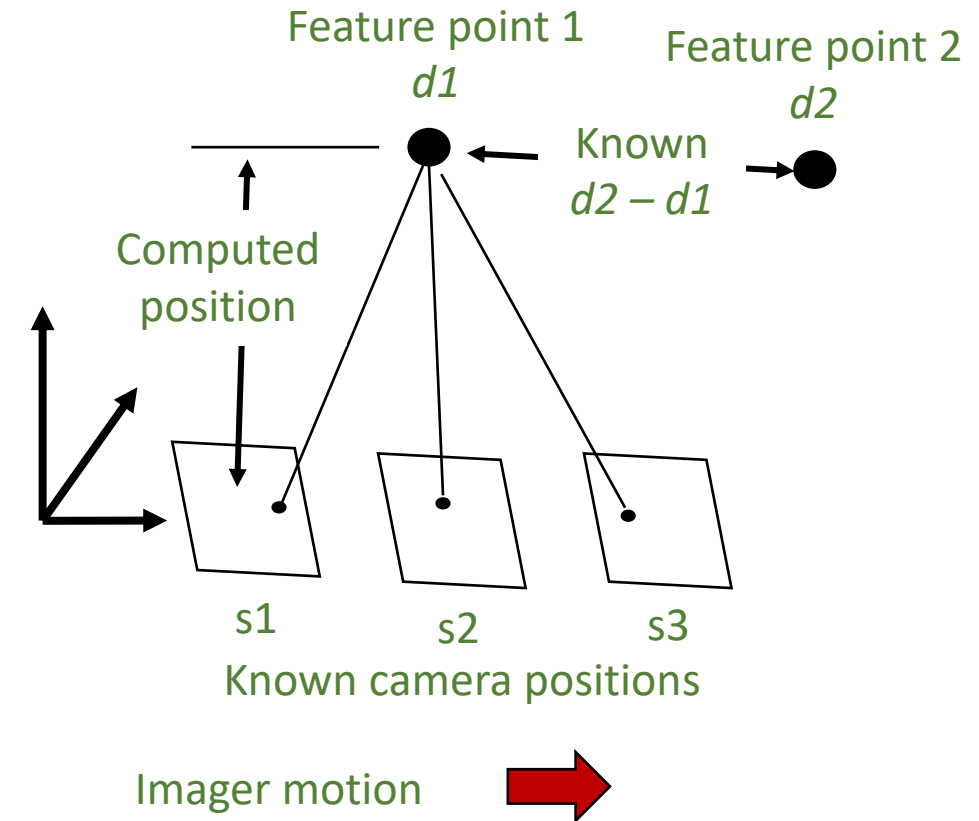 Feature point 1
d1
Feature point 2
d2
Known
d2 – d1
Computed
position
s1
s2
s3
Known camera positions
Imager motion